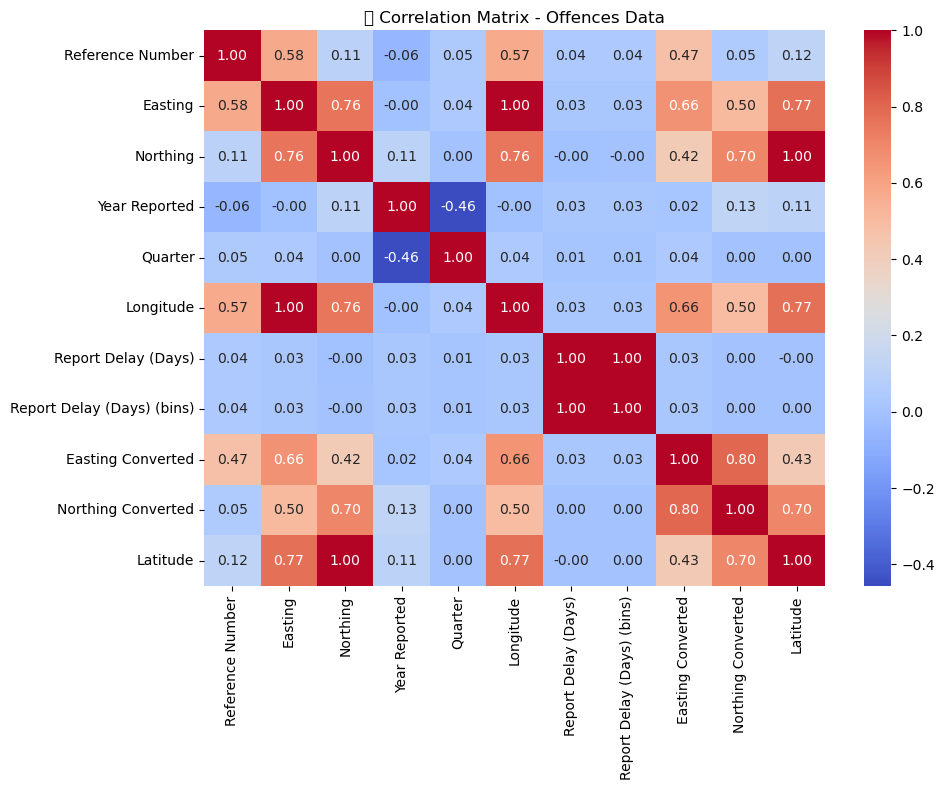 ▯ Correlation Matrix - Offences Data
Reference Number 1.00 0.58 0.11 -0.06 0.05 0.57 0.04 0.04 0.47 0.05 0.12
Easting 0.58 1.00 0.76 -0.00 0.04 1.00 0.03 0.03 0.66 0.50 0.77
Northing 0.11 0.76 1.00 0.11 0.00 0.76 -0.00 -0.00 0.42 0.70 1.00
Year Reported -0.06 -0.00 0.11 1.00 -0.46 -0.00 0.03 0.03 0.02 0.13 0.11
Quarter 0.05 0.04 0.00 -0.46 1.00 0.04 0.01 0.01 0.04 0.00 0.00
Longitude 0.57 1.00 0.76 -0.00 0.04 1.00 0.03 0.03 0.66 0.50 0.77
Report Delay (Days) 0.04 0.03 -0.00 0.03 0.01 0.03 1.00 1.00 0.03 0.00 -0.00
Report Delay (Days) (bins) 0.04 0.03 -0.00 0.03 0.01 0.03 1.00 1.00 0.03 0.00 0.00
Easting Converted 0.47 0.66 0.42 0.02 0.04 0.66 0.03 0.03 1.00 0.80 0.43
Northing Converted 0.05 0.50 0.70 0.13 0.00 0.50 0.00 0.00 0.80 1.00 0.70
Latitude 0.12 0.77 1.00 0.11 0.00 0.77 -0.00 0.00 0.43 0.70 1.00
Reference Number
Easting
Northing
Year Reported
Quarter
Longitude
Report Delay (Days)
Report Delay (Days) (bins)
Easting Converted
Northing Converted
Latitude
1.0
0.8
0.6
0.4
0.2
0.0
−0.2
−0.4